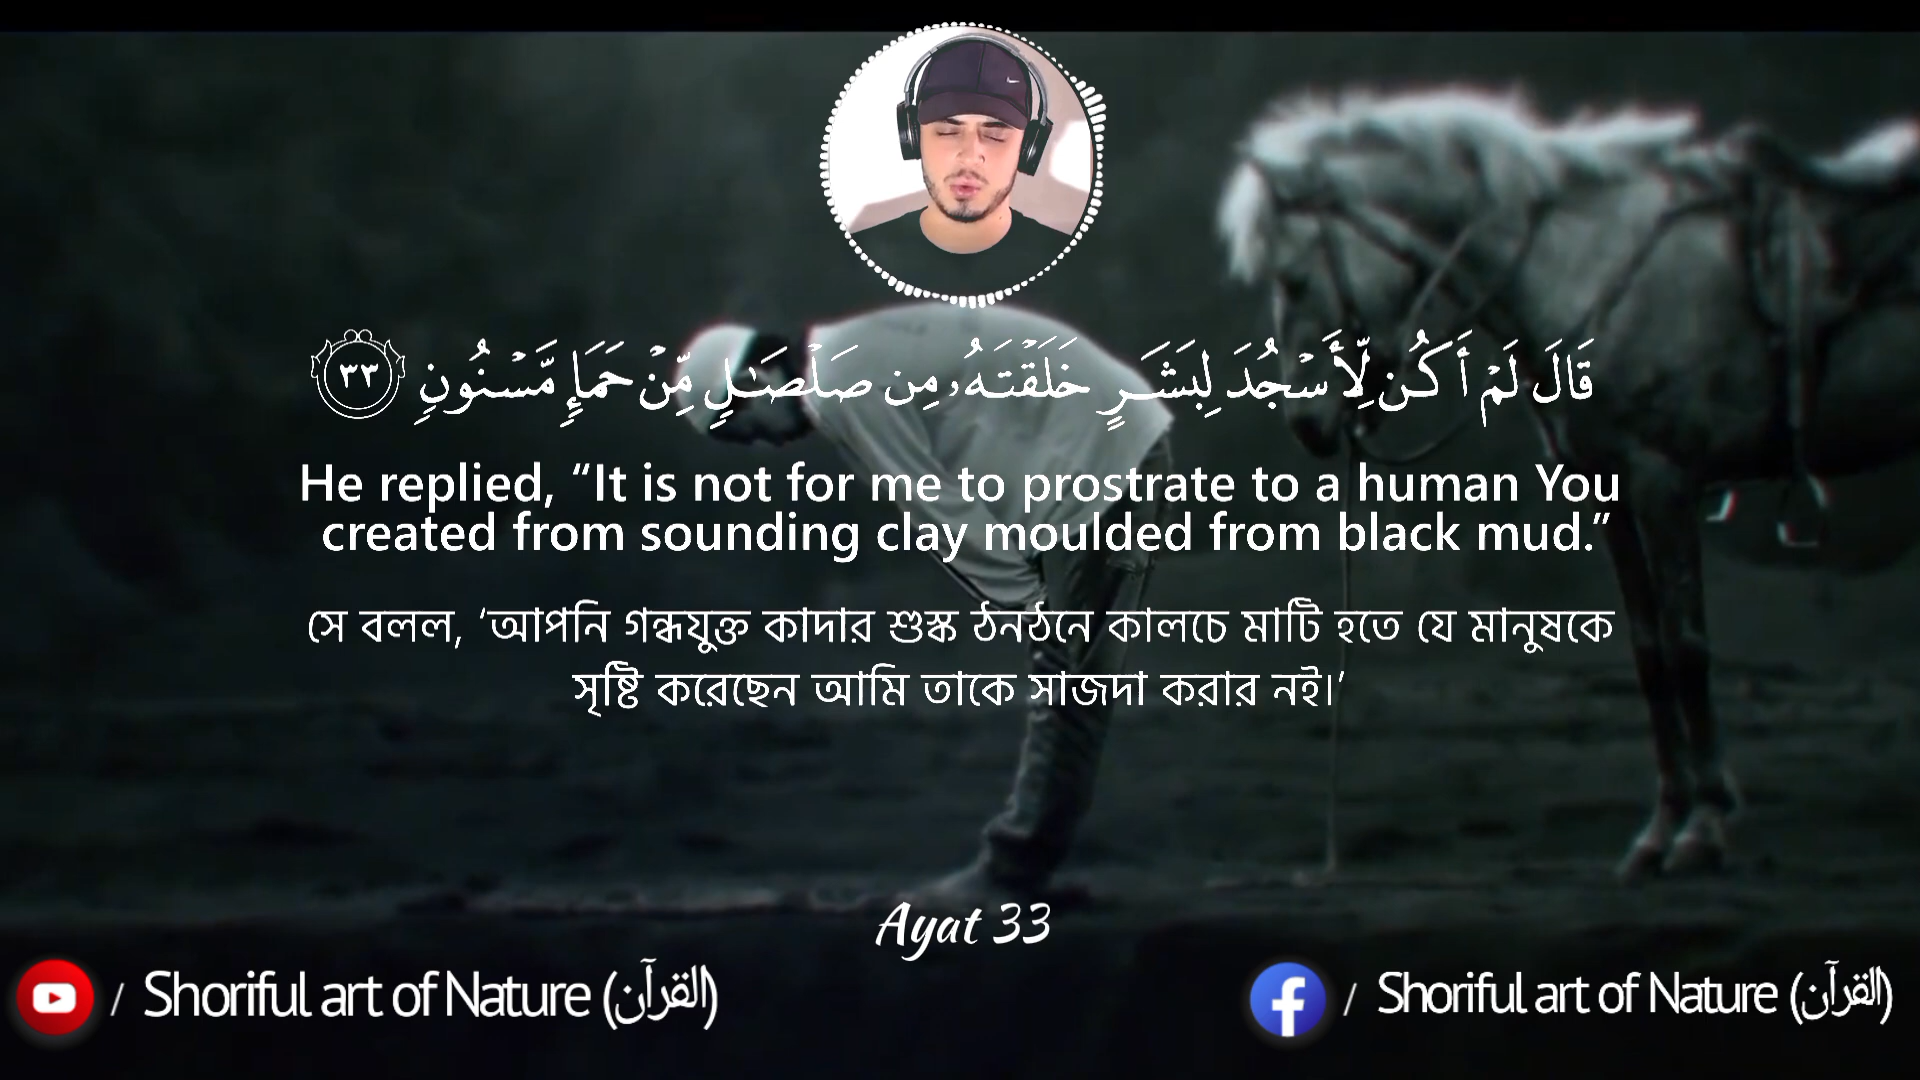 قَالَ لَمْ أَكُن لِّأَسْجُدَ لِبَشَرٍ خَلَقْتَهُۥ مِن صَلْصَـٰلٍ مِّنْ حَمَإٍ مَّسْنُونٍ ٣٣
He replied, “It is not for me to prostrate to a human You
created from sounding clay moulded from black mud.”
সে বলল, ‘আপনি গন্ধযুক্ত কাদার শুস্ক ঠনঠনে কালচে মাটি হতে যে মানুষকে
সৃষ্টি করেছেন আমি তাকে সাজদা করার নই।’
Ayat 33
/ Shoriful art of Nature (القرآن)
/ Shoriful art of Nature (القرآن)